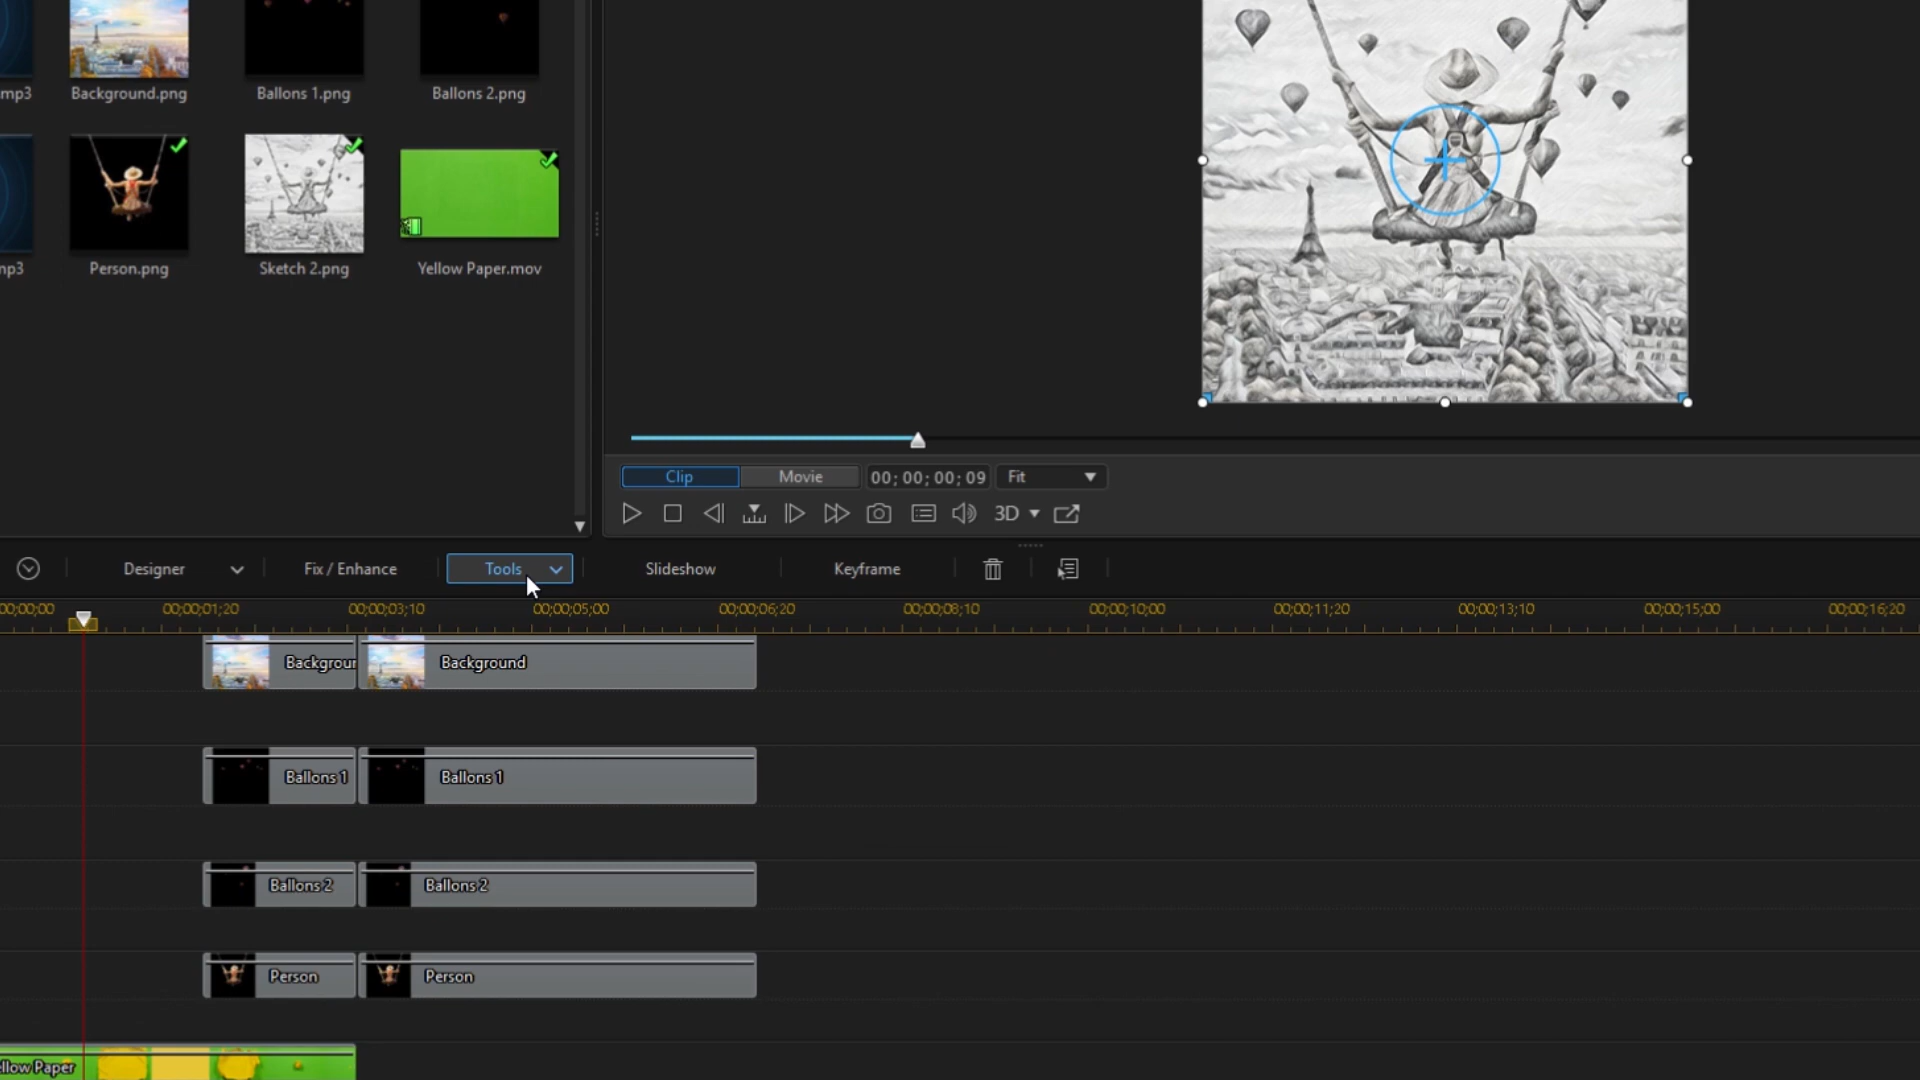 mp3
Background.png
Ballons 1.png
Ballons 2.png
np3
Person.png
Sketch 2.png
Yellow Paper.mov
Clip
Movie
00;00;00;09
Fit
3D
Designer
Fix / Enhance
Tools
Slideshow
Keyframe
00;00;00
00;00;01;20
00;00;03;10
00;00;05;00
00;00;06;20
00;00;08;10
00;00;10;00
00;00;11;20
00;00;13;10
00;00;15;00
00;00;16;20
Backgroun
Background
Ballons 1
Ballons 1
Ballons 2
Ballons 2
Person
Person
ellow Paper